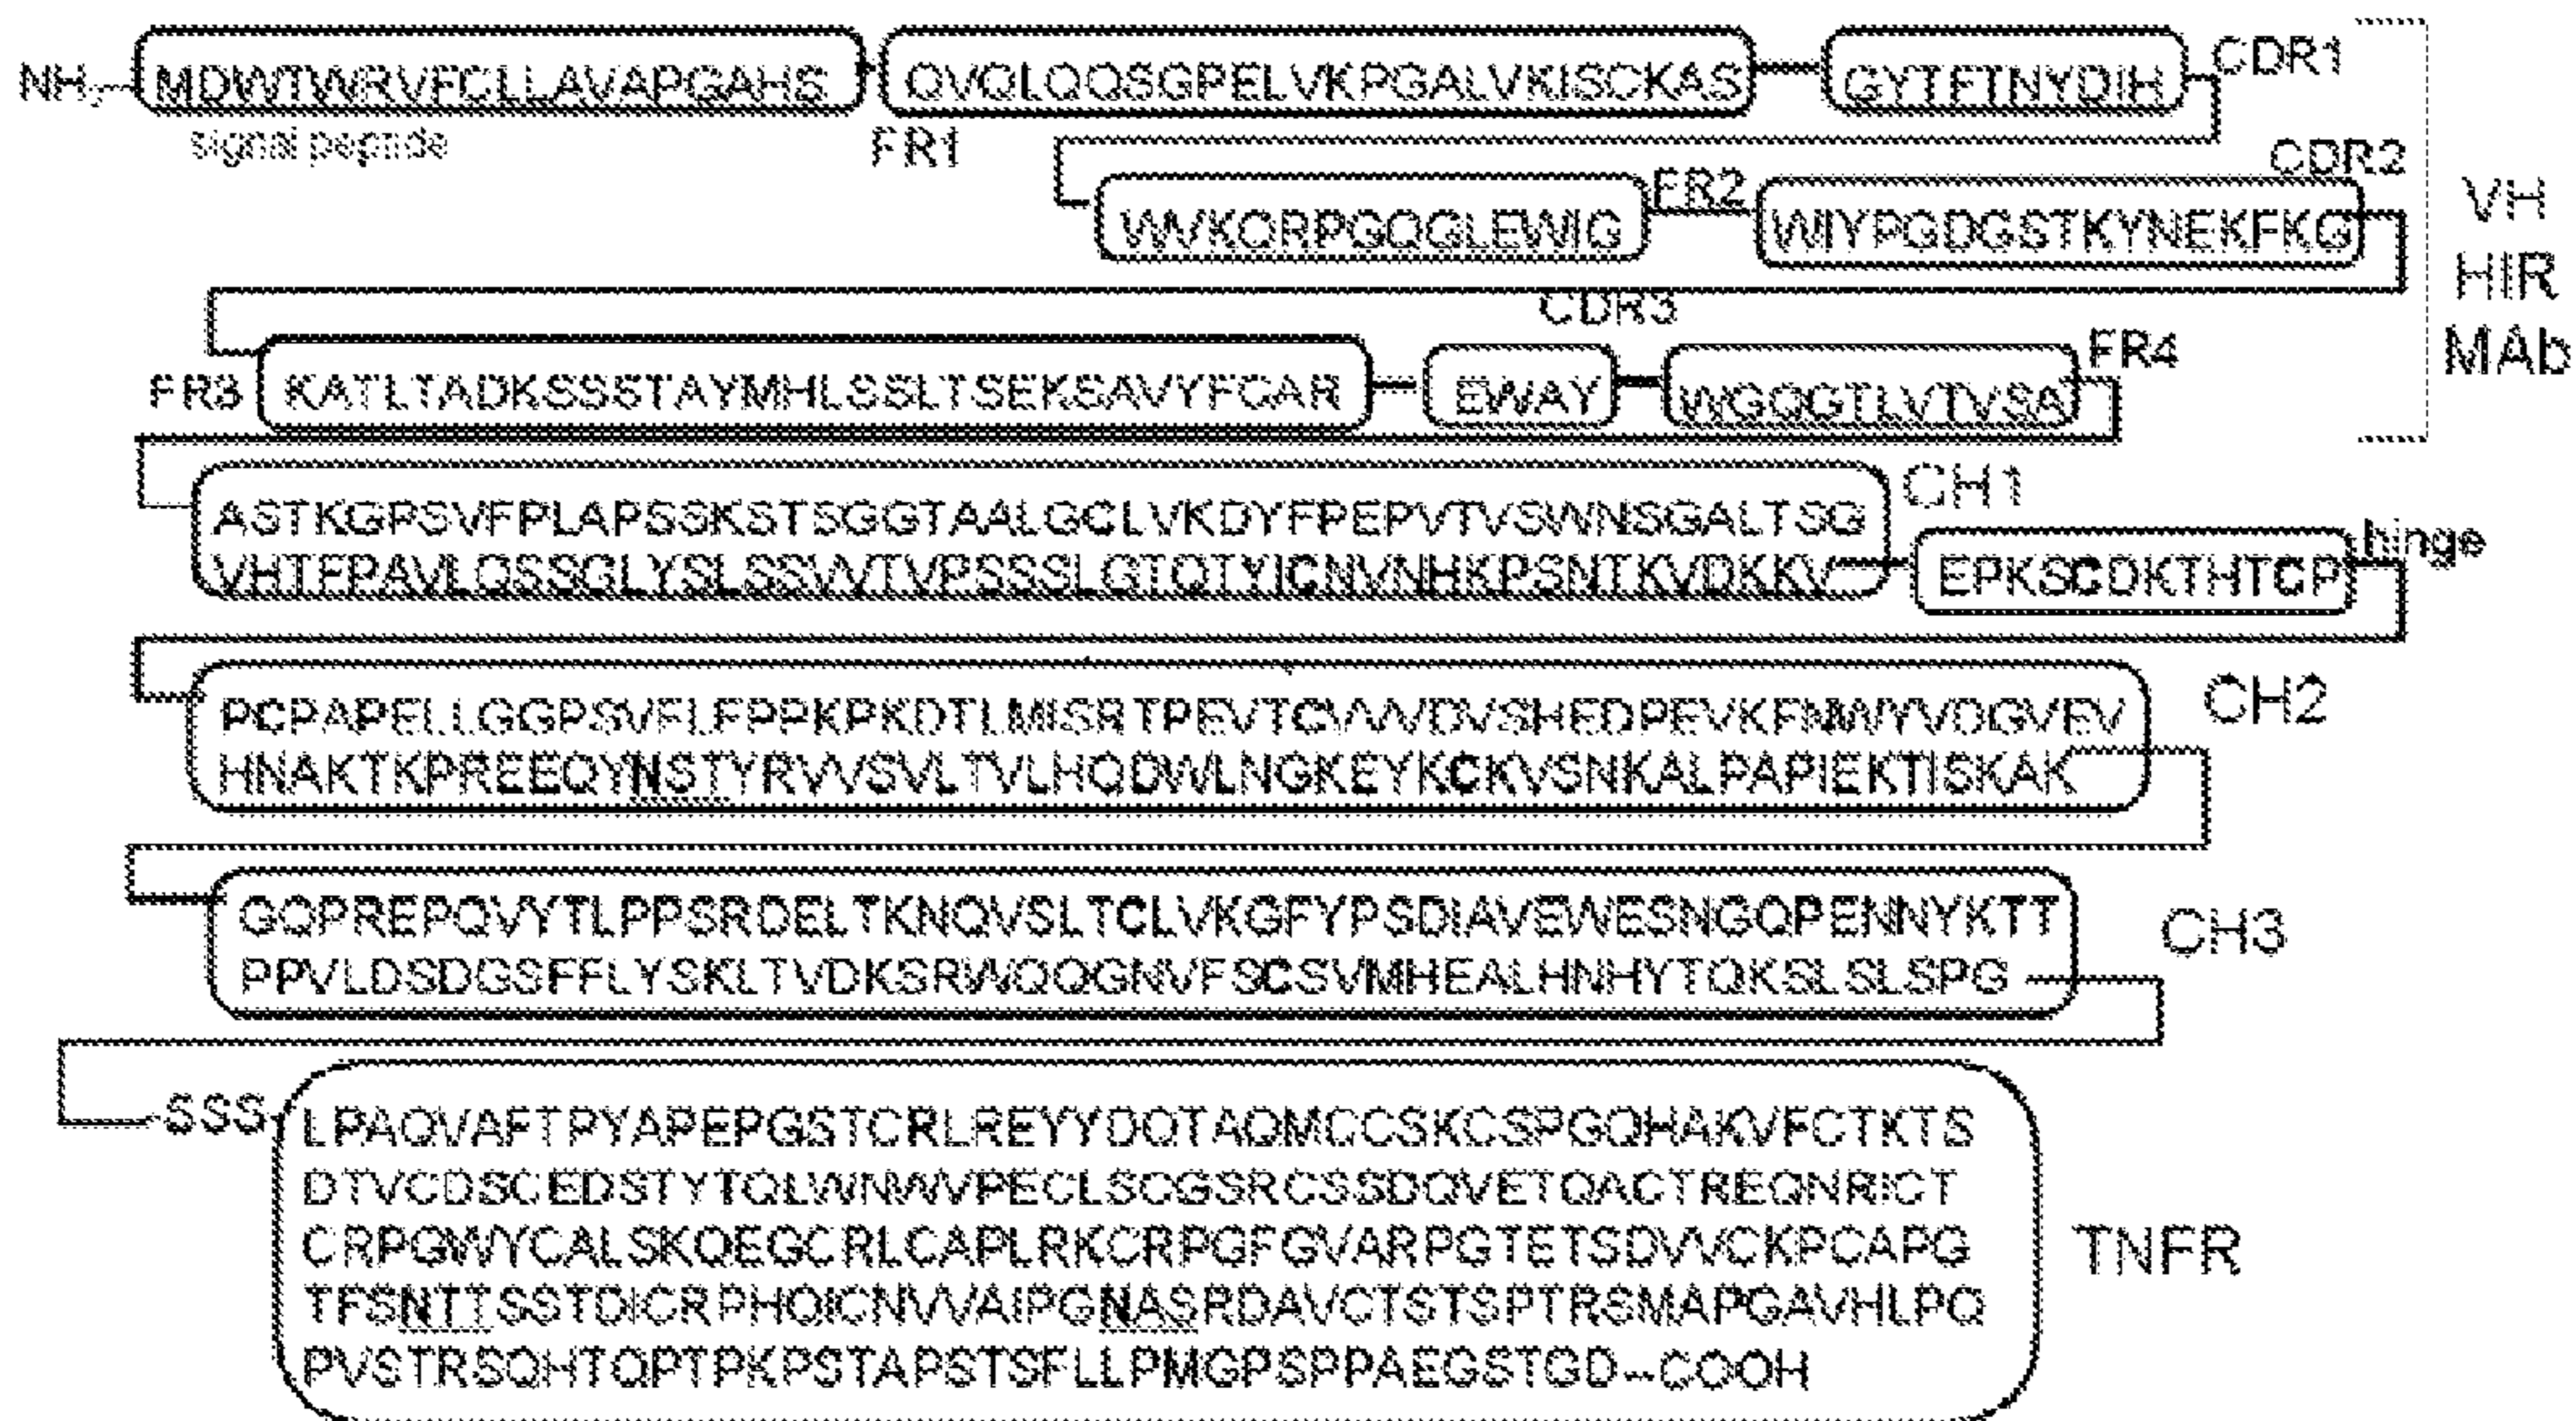 NH2- MDWTWRVFCLLAVAPGAHS QVQLQQSGPELVKPGALVKISCKAS GYTFTNYDIH CDR1
signal peptide FR1
CDR2
WVKQRPGQGLEWIG FR2 WIYPGDGSTKYNEKFKG
VH
HIR
MAb
CDR3
FR3 KATLTADKSSSTAYMHLSSLTSEKSAVYFCAR EWAY WGQGTLVTVSA FR4
ASTKGPSVFPLAPSSKSTSGGTAALGCLVKDYFPEPVTVSWNSGALTSG CH1
VHTFPAVLQSSGLYSLSSVVTVPSSSLGTQTYICNVNHKPSNTKVDKKV EPKSCDKTHTCP hinge
PCPAPELLGGPSVFLFPPKPKDTLMISRTPEVTCVVVDVSHEDPEVKFNWYVDGVEV CH2
HNAKTKPREEQYNSTYRVVSVLTVLHQDWLNGKEYKCKVSNKALPAPIEKTISKAK
GQPREPQVYTLPPSRDELTKNQVSLTCLVKGFYPSDIAVEWESNGQPENNYKTT CH3
PPVLDSDGSFFLYSKLTVDKSRWQQGNVFSCSVMHEALHNHYTQKSLSLSPG
-SSS- LPAQVAFTPYAPEPGSTCRLREYYDQTAQMCCSKCSPGQHAKVFCTKTS
DTVCDSCEDSTYTQLWNWVPECLSCGSRCSSDQVETQACTREQNRICT
CRPGWYCALSKQEGCRLCAPLRKCRPGFGVARPGTETSDVVCKPCAPG TNFR
TFSNTTSSTDICRPHQICNVVAIPGNASRDAVCTSTSPTRSMAPGAVHLPQ
PVSTRSQHTQPTPKPSTAPSTSFLLPMGPSPPAEGSTGD--COOH